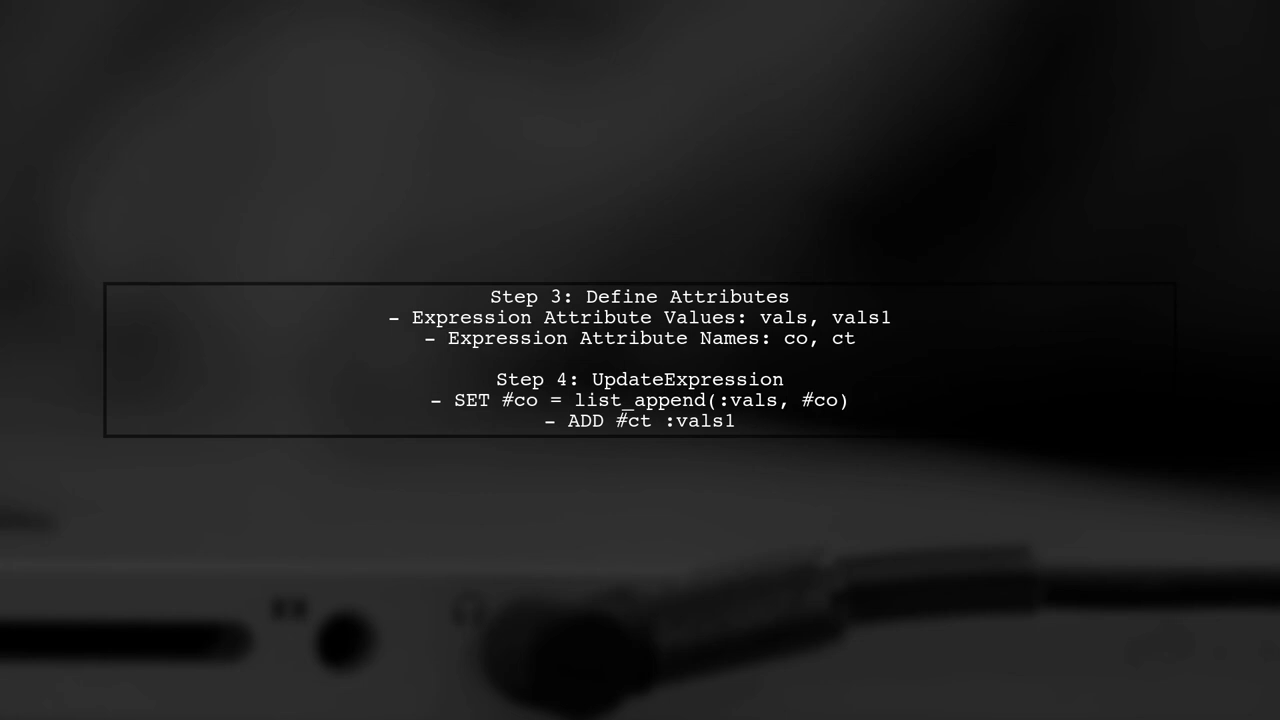 Step 3: Define Attributes
- Expression Attribute Values: vals, vals1
- Expression Attribute Names: co, ct
Step 4: UpdateExpression
- SET #co = list_append(:vals, #co)
- ADD #ct :vals1